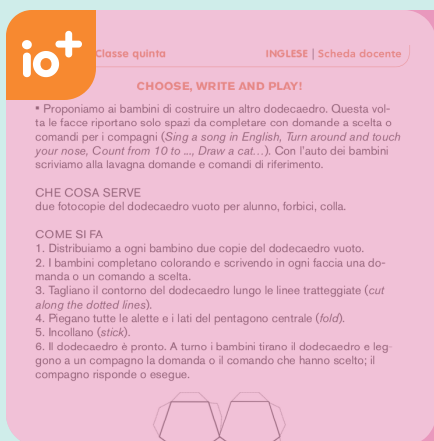 io+
Classe quinta
INGLESE | Scheda docente
CHOOSE, WRITE AND PLAY!
• Proponiamo ai bambini di costruire un altro dodecaedro. Questa vol-
ta le facce riportano solo spazi da completare con domande a scelta o
comandi per i compagni (Sing a song in English, Turn around and touch
your nose, Count from 10 to ..., Draw a cat…). Con l'auto dei bambini
scriviamo alla lavagna domande e comandi di riferimento.
CHE COSA SERVE
due fotocopie del dodecaedro vuoto per alunno, forbici, colla.
COME SI FA
1. Distribuiamo a ogni bambino due copie del dodecaedro vuoto.
2. I bambini completano colorando e scrivendo in ogni faccia una do-
manda o un comando a scelta.
3. Tagliano il contorno del dodecaedro lungo le linee tratteggiate (cut
along the dotted lines).
4. Piegano tutte le alette e i lati del pentagono centrale (fold).
5. Incollano (stick).
6. Il dodecaedro è pronto. A turno i bambini tirano il dodecaedro e leg-
gono a un compagno la domanda o il comando che hanno scelto; il
compagno risponde o esegue.